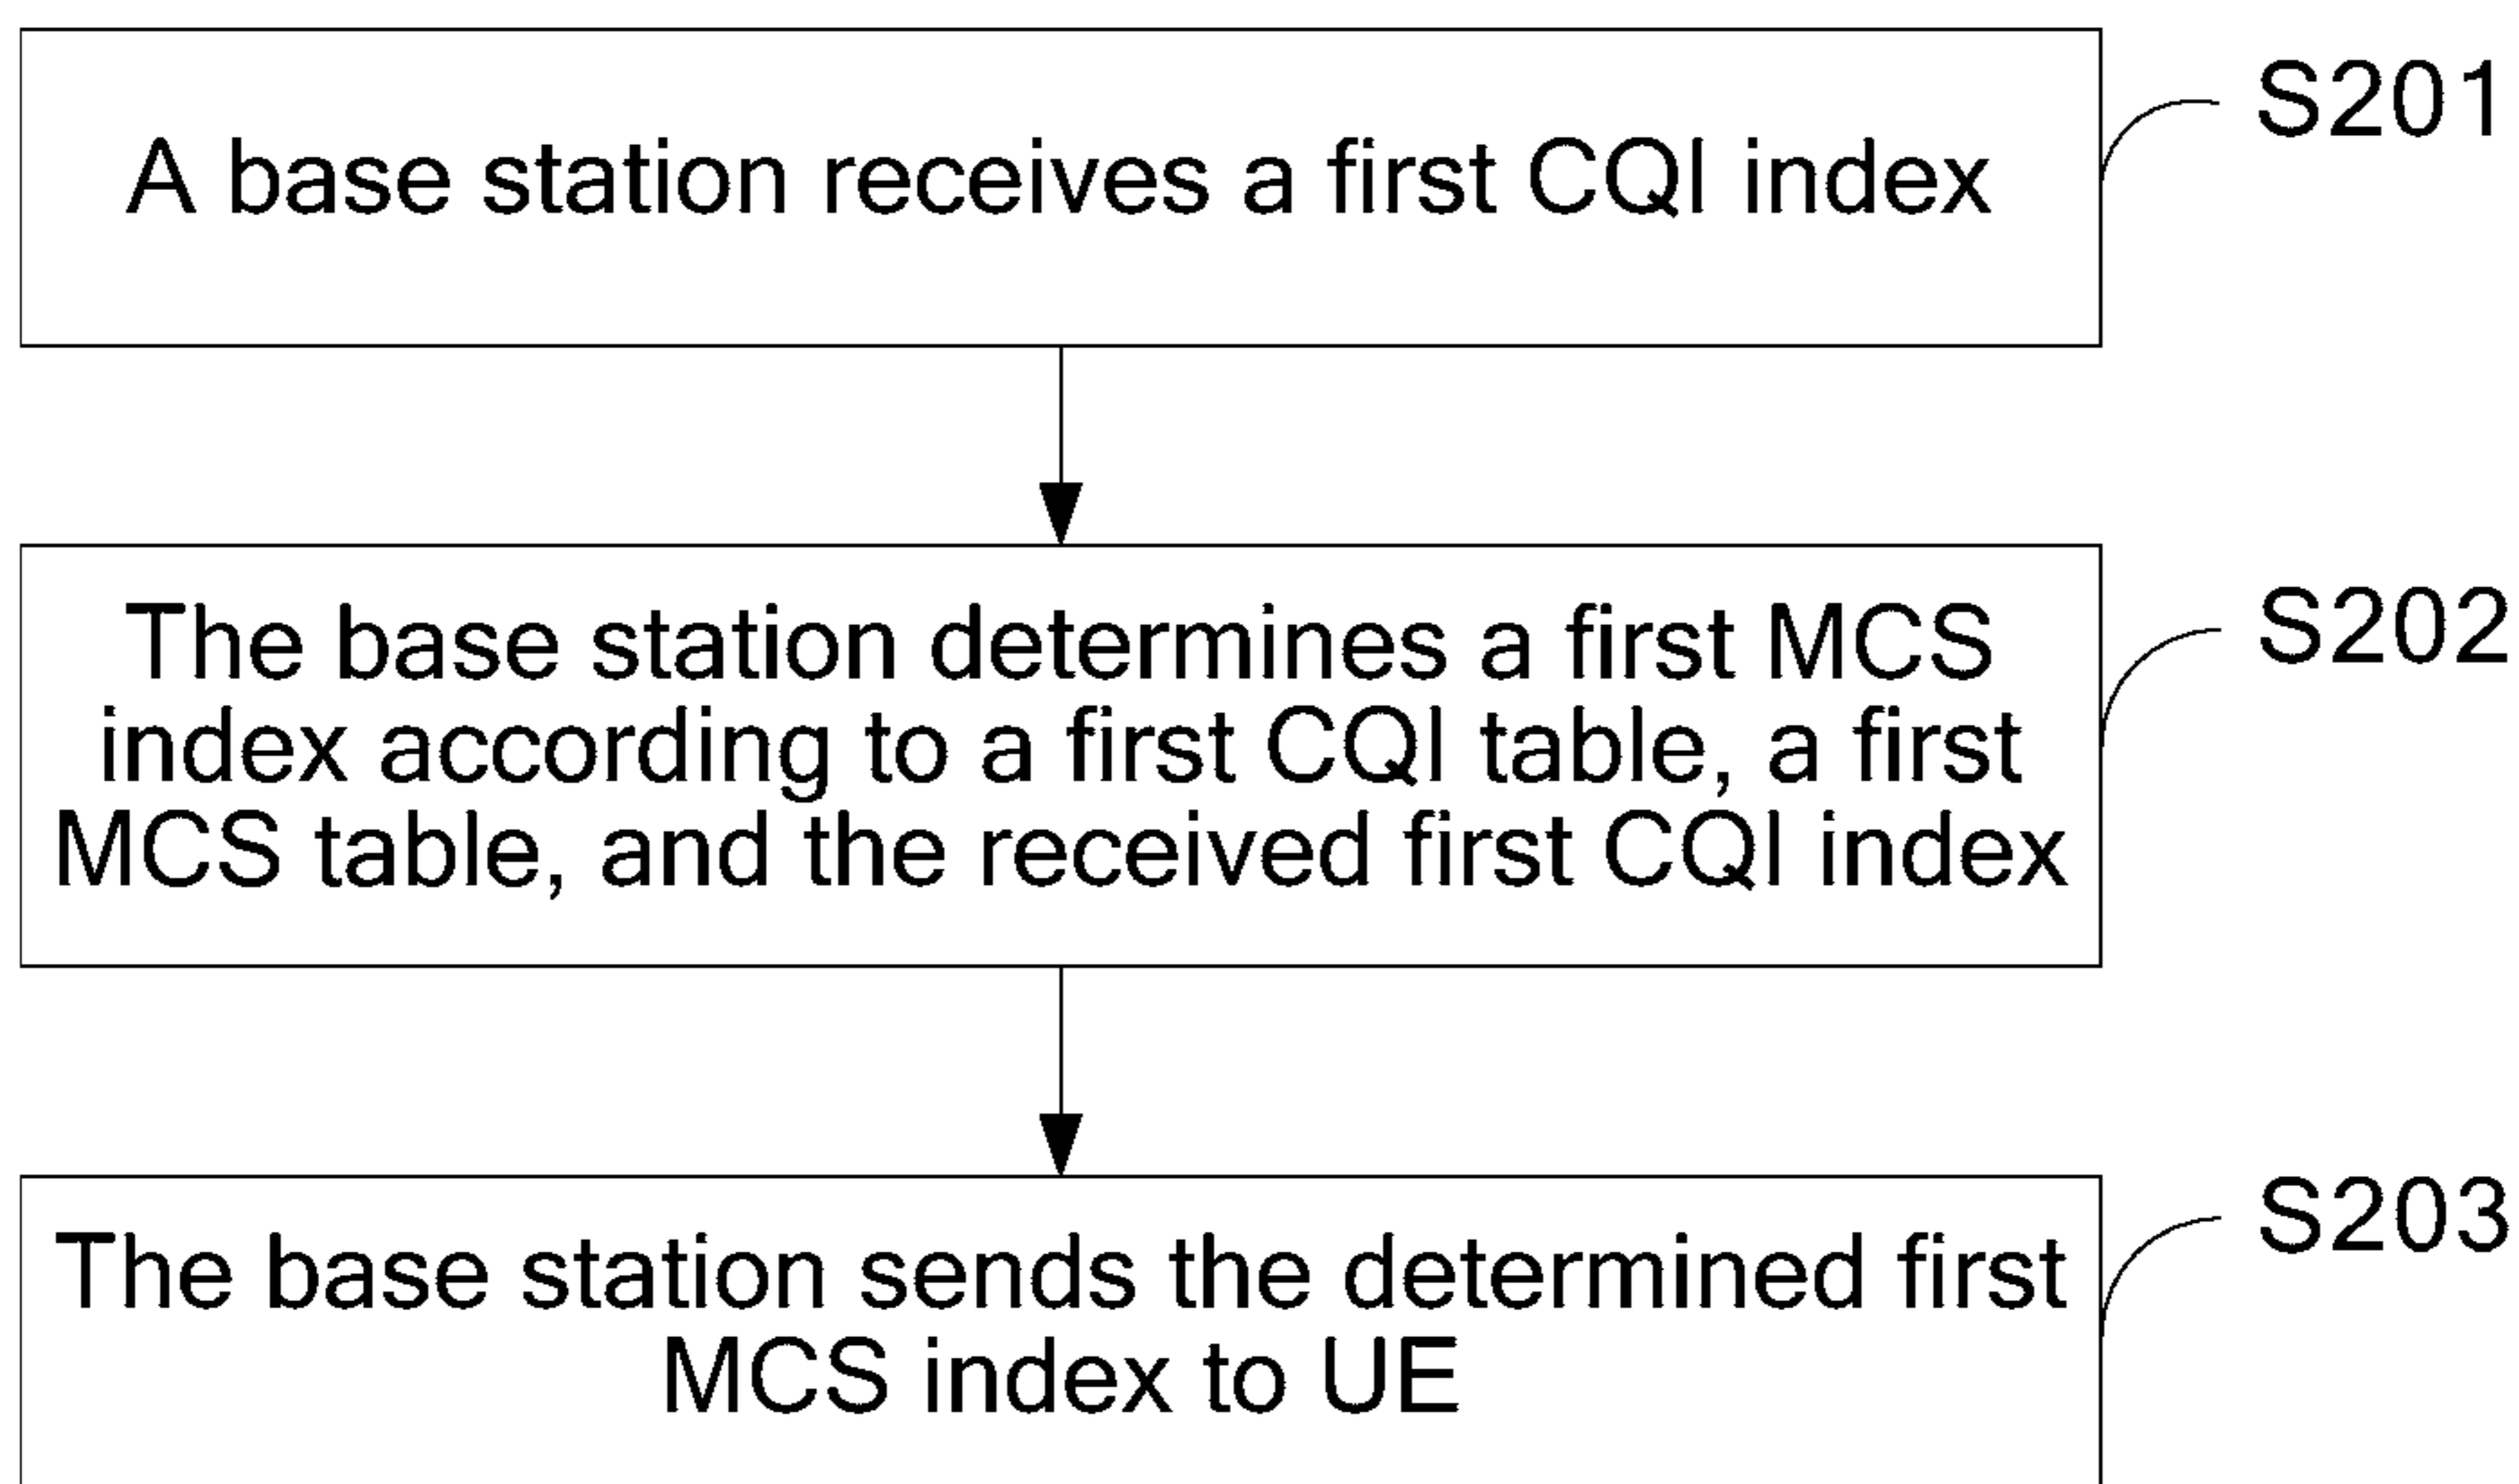 A base station receives a first CQI index
S201
The base station determines a first MCS
index according to a first CQI table, a first
MCS table, and the received first CQI index
S202
The base station sends the determined first
MCS index to UE
S203